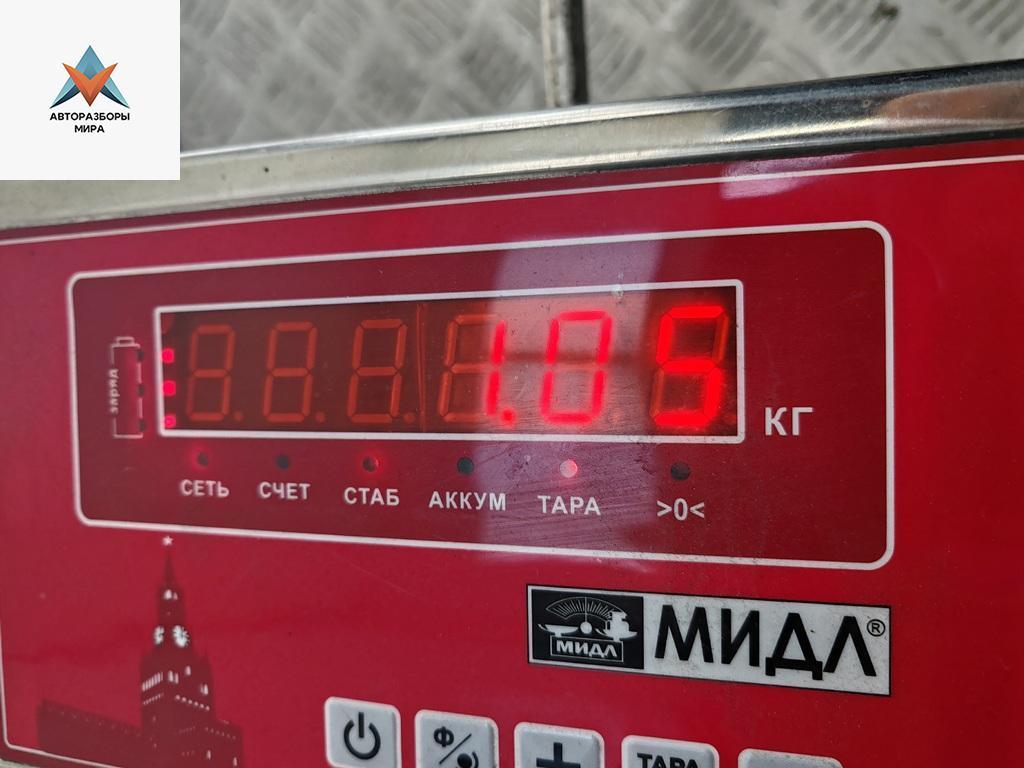 АВТОРАЗБОРЫ
МИРА
1.05
КГ
заряд
СЕТЬ СЧЕТ СТАБ АККУМ ТАРА >0<
МИДЛ МИДЛ®
Ф
ТАРА